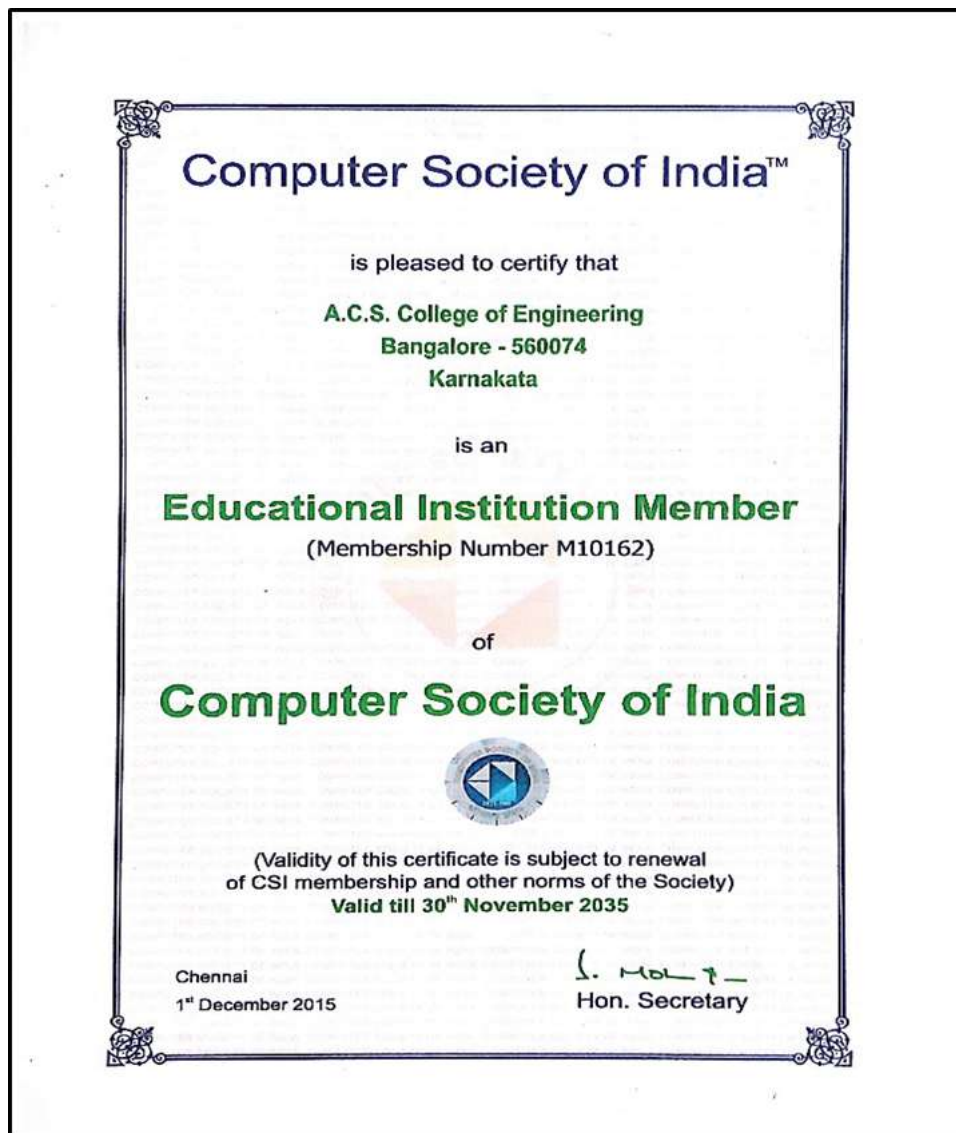 Computer Society of India™
is pleased to certify that
A.C.S. College of Engineering
Bangalore - 560074
Karnakata
is an
Educational Institution Member
(Membership Number M10162)
of
Computer Society of India
(Validity of this certificate is subject to renewal
of CSI membership and other norms of the Society)
Valid till 30th November 2035
Chennai
1st December 2015
Hon. Secretary